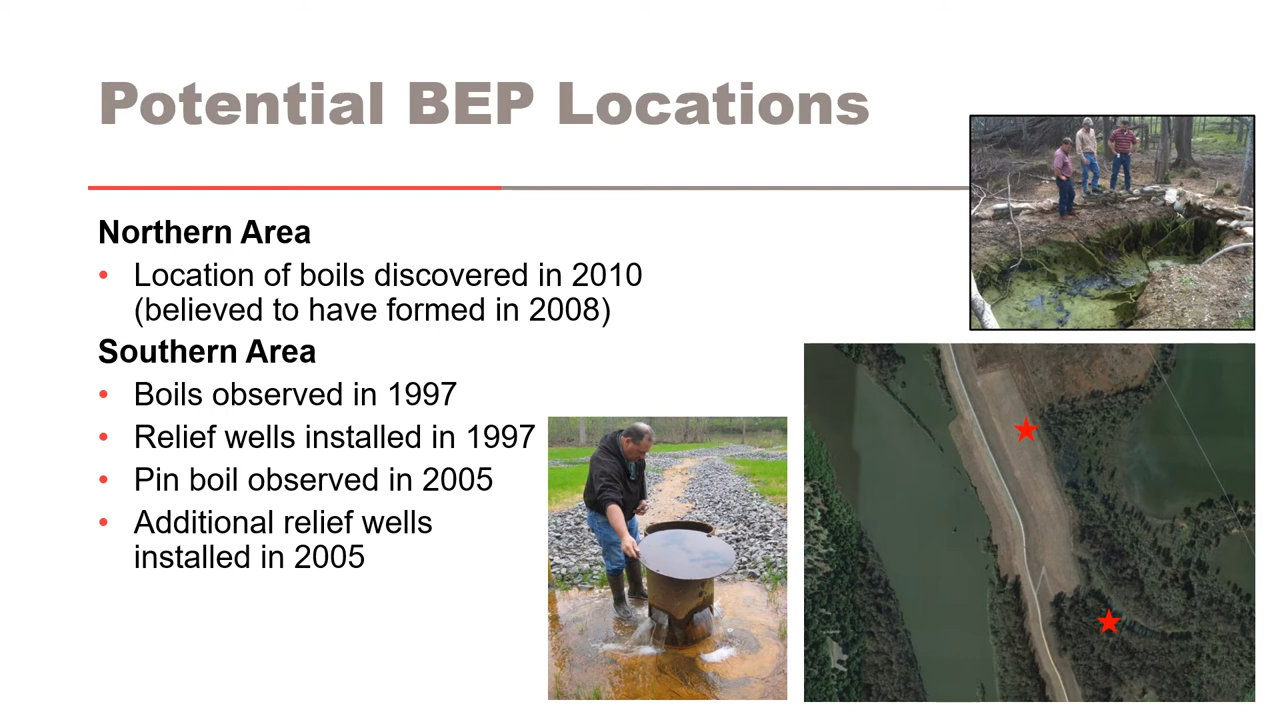 Potential BEP Locations
Northern Area
• Location of boils discovered in 2010
(believed to have formed in 2008)
Southern Area
• Boils observed in 1997
• Relief wells installed in 1997
• Pin boil observed in 2005
• Additional relief wells
installed in 2005